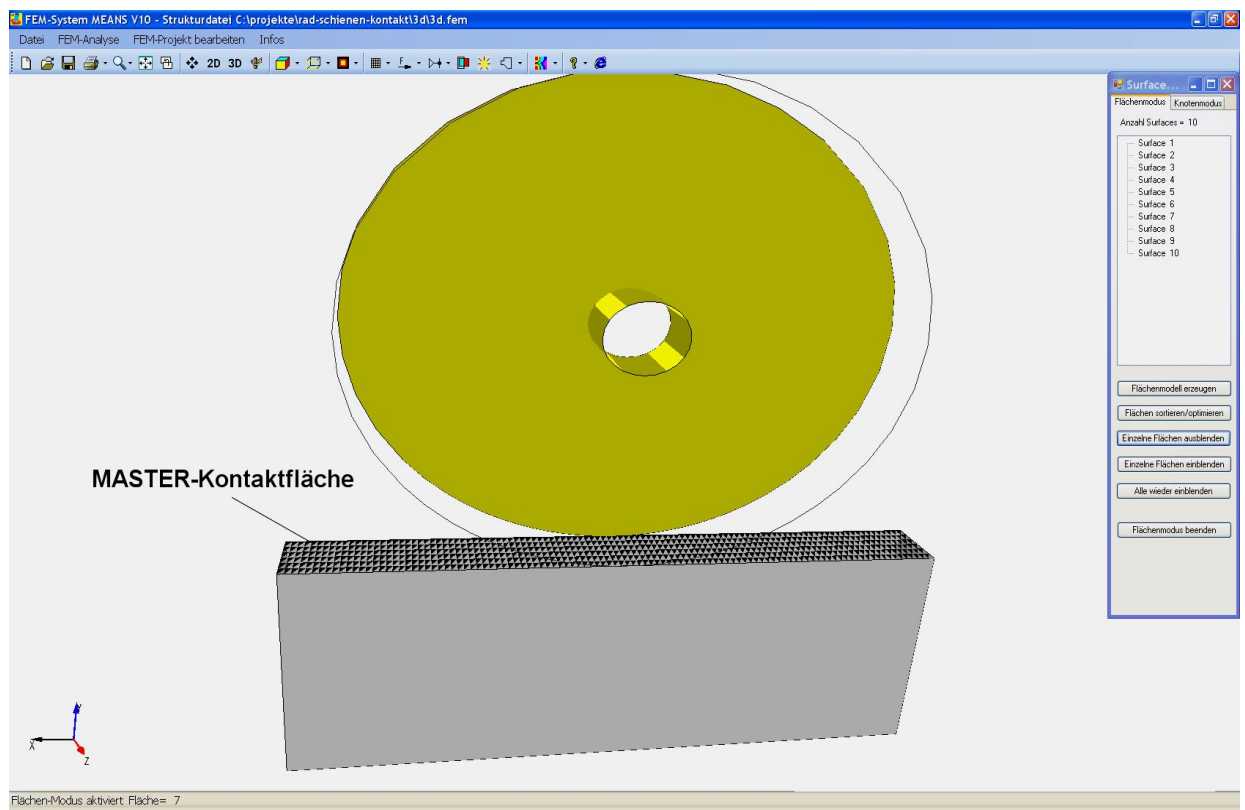 FEM-System MEANS V10 - Strukturdatei C:\projekte\rad-schienen-kontakt\3d\3d.fem
Datei FEM-Analyse FEM-Projekt bearbeiten Infos
2D 3D
Surface...
Flächenmodus Knotenmodus
Anzahl Surfaces = 10
Surface 1
Surface 2
Surface 3
Surface 4
Surface 5
Surface 6
Surface 7
Surface 8
Surface 9
Surface 10
Flächenmodell erzeugen
Flächen sortieren/optimieren
Einzelne Flächen ausblenden
Einzelne Flächen einblenden
Alle wieder einblenden
Flächenmodus beenden
MASTER-Kontaktfläche
Y
X
Z
Flächen-Modus aktiviert Fläche= 7